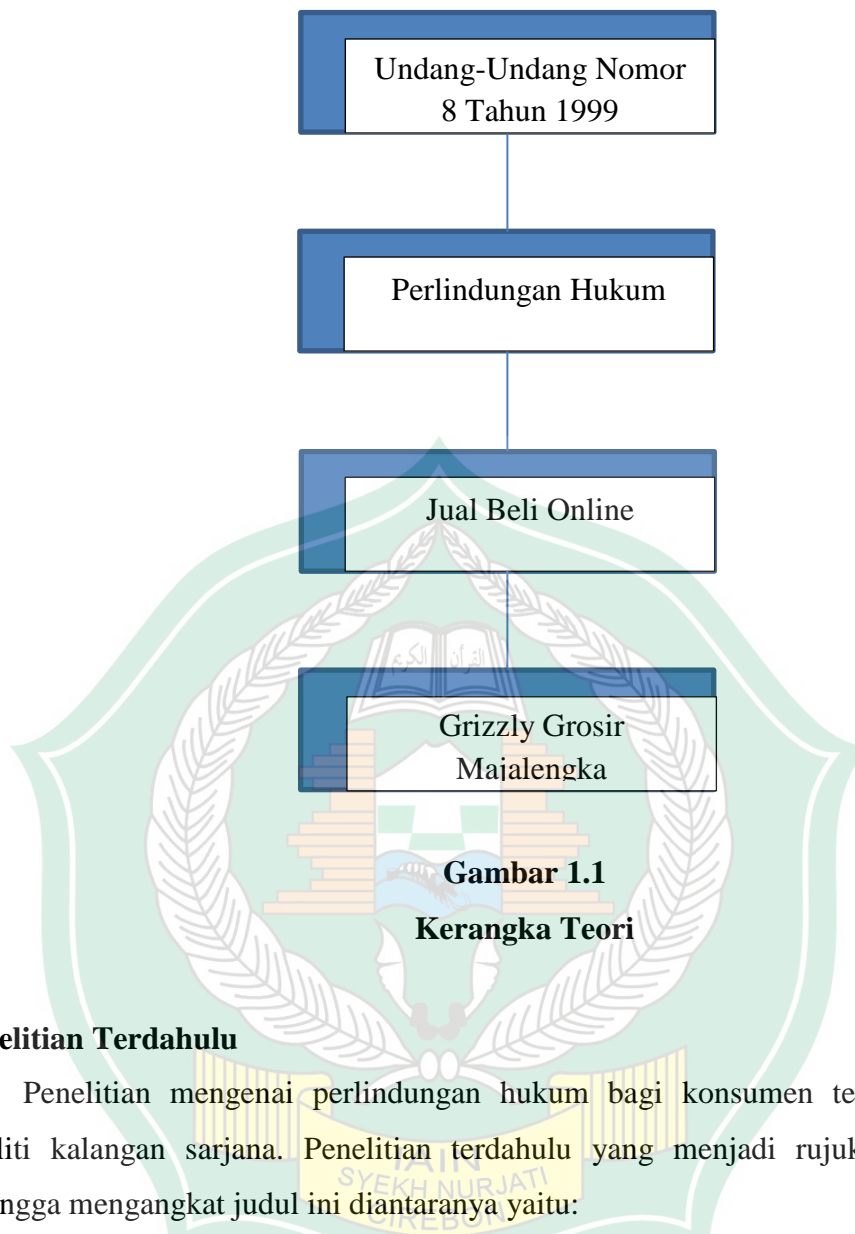 Undang-Undang Nomor
8 Tahun 1999
Perlindungan Hukum
Jual Beli Online
القرآن الكريم
Grizzly Grosir
Majalengka
Gambar 1.1
Kerangka Teori
elitian Terdahulu
Penelitian mengenai perlindungan hukum bagi konsumen te
liti kalangan sarjana. Penelitian terdahulu yang menjadi rujuk
ngga mengangkat judul ini diantaranya yaitu:
IAIN
SYEKH NURJATI
CIREBON